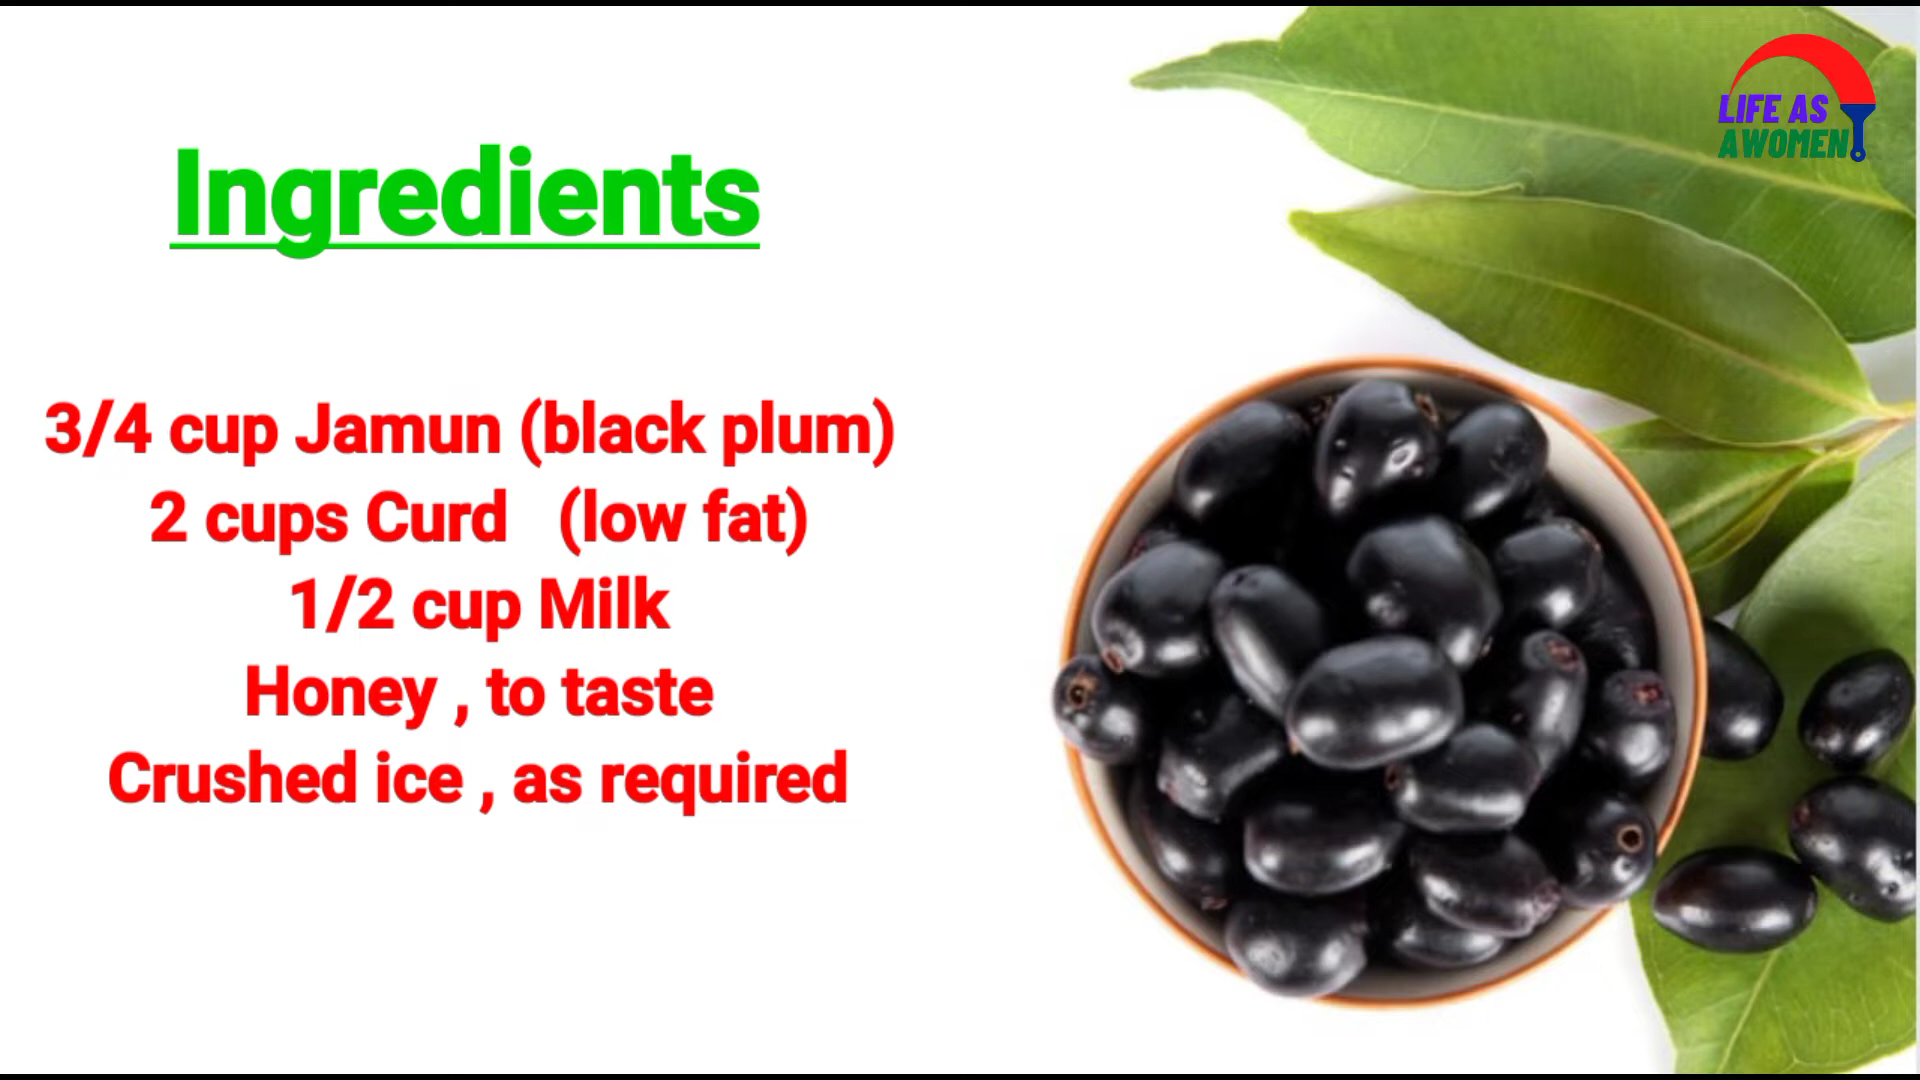 Ingredients
3/4 cup Jamun (black plum)
2 cups Curd (low fat)
1/2 cup Milk
Honey , to taste
Crushed ice , as required
LIFE AS
AWOMEN